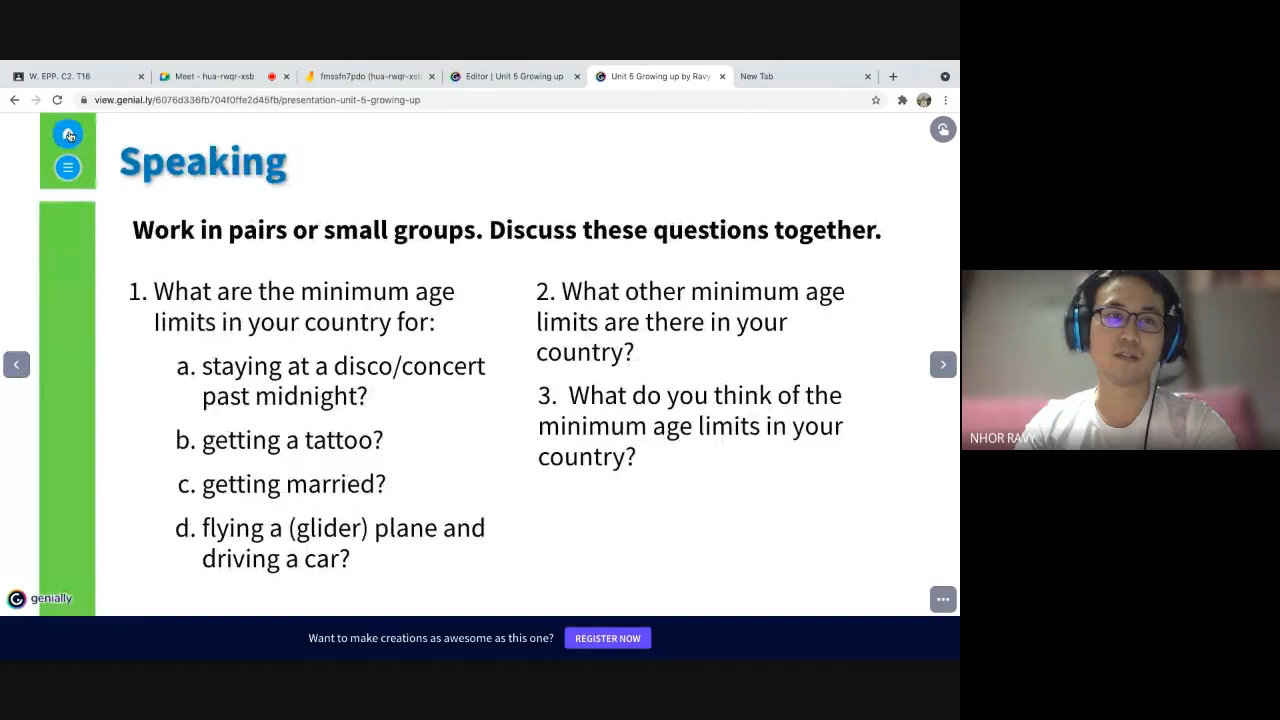 W. EPP. C2. T16
Meet - hua-rwqr-xsb
fmssfn7pdo (hua-rwqr-xsb
Editor | Unit 5 Growing up
Unit 5 Growing up by Ravy
New Tab
view.genial.ly/6076d336fb704f0ffe2d45fb/presentation-unit-5-growing-up
Speaking
Work in pairs or small groups. Discuss these questions together.
1. What are the minimum age
limits in your country for:
a. staying at a disco/concert
past midnight?
b. getting a tattoo?
c. getting married?
d. flying a (glider) plane and
driving a car?
2. What other minimum age
limits are there in your
country?
3. What do you think of the
minimum age limits in your
country?
NHOR RAVY
genially
Want to make creations as awesome as this one?
REGISTER NOW